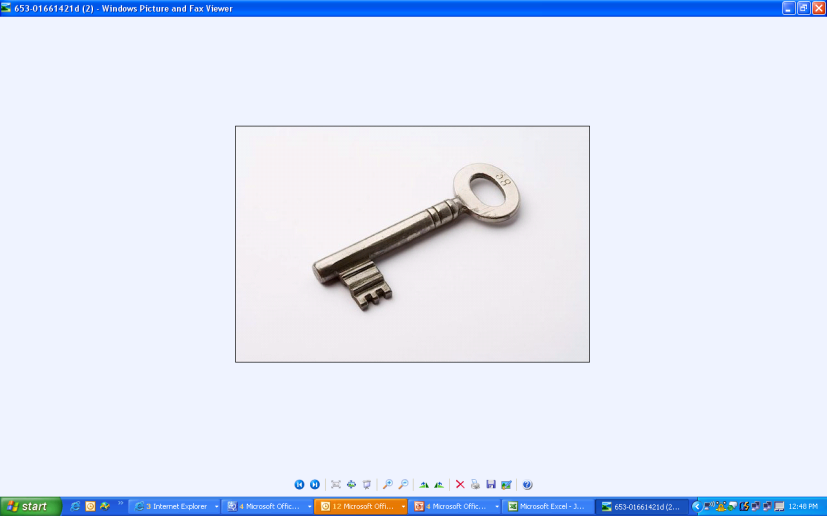 653-01661421d (2) - Windows Picture and Fax Viewer
58
start
3 Internet Explorer
4 Microsoft Offic...
12 Microsoft Offi...
4 Microsoft Offic...
Microsoft Excel - J...
653-01661421d (2...
12:48 PM